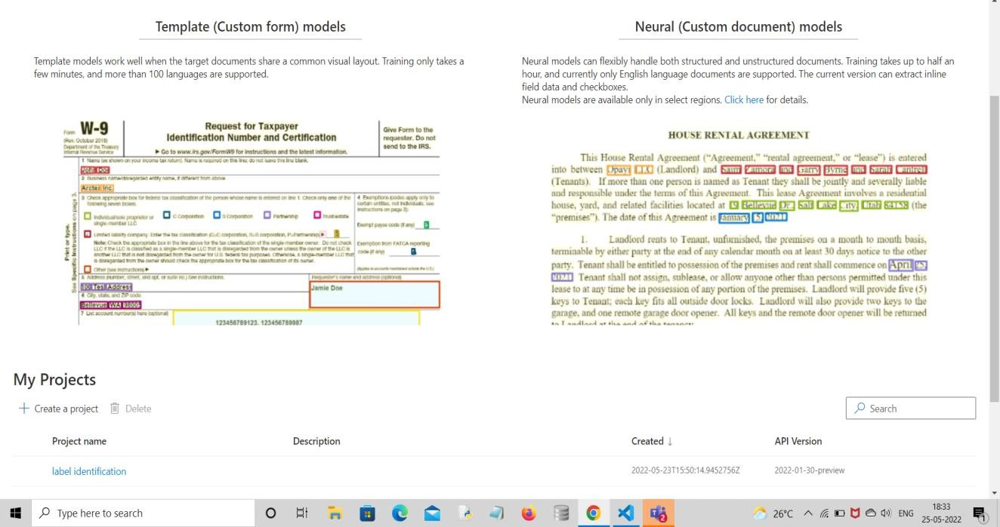 Template (Custom form) models
Template models work well when the target documents share a common visual layout. Training only takes a
few minutes, and more than 100 languages are supported.
Neural (Custom document) models
Neural models can flexibly handle both structured and unstructured documents. Training takes up to half an
hour, and currently only English language documents are supported. The current version can extract inline
field data and checkboxes.
Neural models are available only in select regions. Click here for details.
Form W-9
(Rev. October 2018)
Department of the Treasury
Internal Revenue Service
Request for Taxpayer
Identification Number and Certification
▶ Go to www.irs.gov/FormW9 for instructions and the latest information.
Give Form to the
requester. Do not
send to the IRS.
Print or type.
See Specific Instructions on page 3.
1 Name (as shown on your income tax return). Name is required on this line; do not leave this line blank.
John Doe
2 Business name/disregarded entity name, if different from above
Arctex Inc.
3 Check appropriate box for federal tax classification of the person whose name is entered on line 1. Check only one of the
following seven boxes.
Individual/sole proprietor or
single-member LLC
C Corporation
S Corporation
Partnership
Trust/estate
Limited liability company. Enter the tax classification (C=C corporation, S=S corporation, P=Partnership) ▶
Note: Check the appropriate box in the line above for the tax classification of the single-member owner. Do not check
LLC if the LLC is classified as a single-member LLC that is disregarded from the owner unless the owner of the LLC is
another LLC that is not disregarded from the owner for U.S. federal tax purposes. Otherwise, a single-member LLC that
is disregarded from the owner should check the appropriate box for the tax classification of its owner.
Other (see instructions) ▶
4 Exemptions (codes apply only to
certain entities, not individuals; see
instructions on page 3):
Exempt payee code (if any)
Exemption from FATCA reporting
code (if any)
(Applies to accounts maintained outside the U.S.)
5 Address (number, street, and apt. or suite no.) See instructions.
100 Test Address
6 City, state, and ZIP code
Bellevue WA
Requester's name and address (optional)
Jamie Doe
7 List account number(s) here (optional)
123456789123, 123456789987
HOUSE RENTAL AGREEMENT
This House Rental Agreement (“Agreement,” “rental agreement,” or “lease”) is entered
into between Opayi LLC (Landlord) and Saim Zamora and Garry Byrne and Sarah Cantrell
(Tenants). If more than one person is named as Tenant they shall be jointly and severally liable
and responsible under the terms of this Agreement. This lease Agreement involves a residential
house, yard, and related facilities located at Bellevue Dr. Salt Lake City, Utah 84158 (the
“premises”). The date of this Agreement is January 5, 2021
1. Landlord rents to Tenant, unfurnished, the premises on a month to month basis,
terminable by either party at the end of any calendar month on at least 30 days notice to the other
party. Tenant shall be entitled to possession of the premises and rent shall commence on April 25,
2021 Tenant shall not assign, sublease, or allow anyone other than persons permitted under this
lease to at any time be in possession of any portion of the premises. Landlord will provide five (5)
keys to Tenant; each key fits all outside door locks. Landlord will also provide two keys to the
garage, and one remote garage door opener. All keys and the remote door opener will be returned
to Landlord at the end of the tenancy.
My Projects
Create a project
Delete
Search
Project name
Description
Created ↓
API Version
label identification
2022-05-23T15:50:14.9452756Z
2022-01-30-preview
Type here to search
2
26°C
ENG
18:33
25-05-2022
1